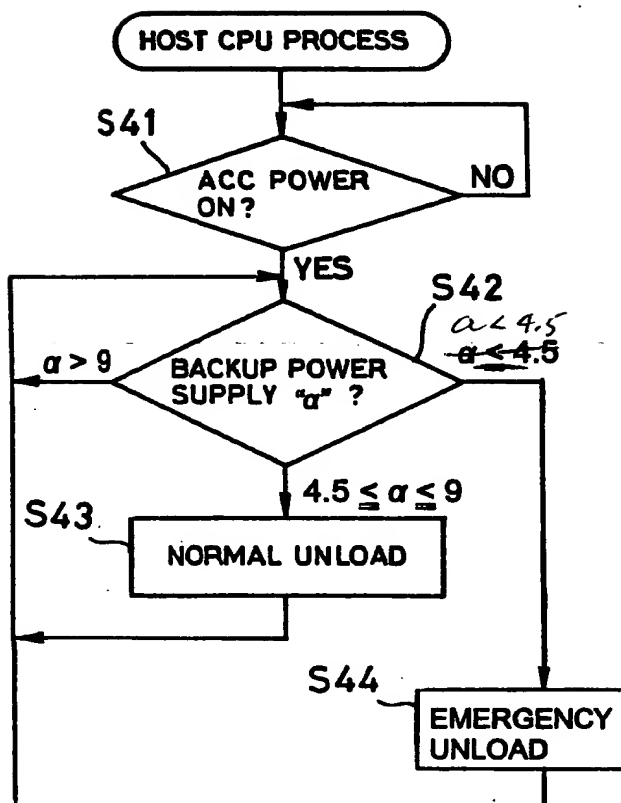 HOST CPU PROCESS
S41
ACC POWER
ON?
NO
YES
S42
α < 4.5
α < 4.5
α > 9
BACKUP POWER
SUPPLY "α" ?
4.5 ≤ α ≤ 9
S43
NORMAL UNLOAD
S44
EMERGENCY
UNLOAD